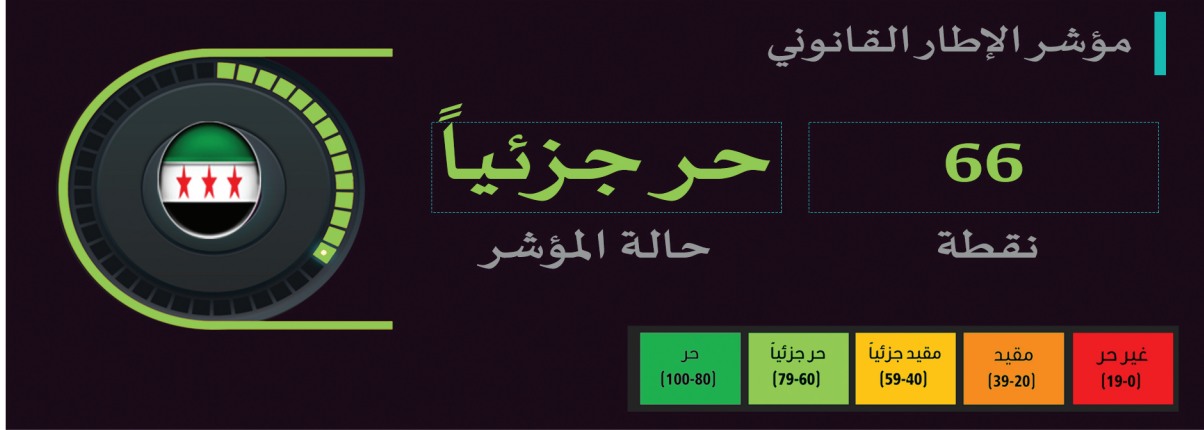 مؤشر الإطار القانوني
66
نقطة
حر جزئياً
حالة المؤشر
غير حر
(19-0)
مقيد
(39-20)
مقيد جزئياً
(59-40)
حر جزئياً
(79-60)
حر
(100-80)